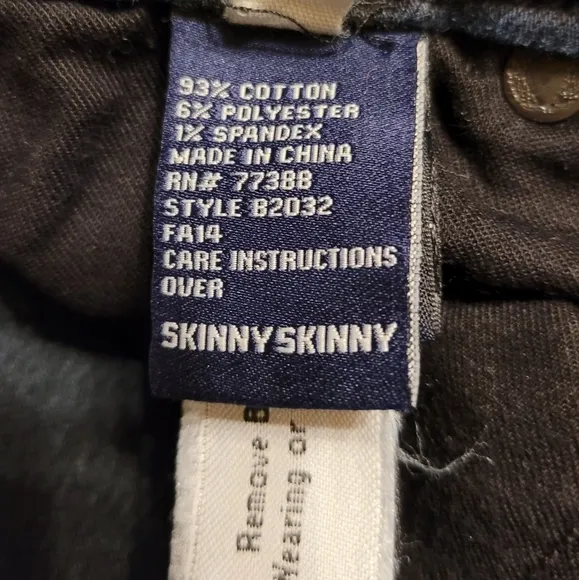 93% COTTON
6% POLYESTER
1% SPANDEX
MADE IN CHINA
RN# 77388
STYLE B2032
FA14
CARE INSTRUCTIONS
OVER
SKINNYSKINNY
Remove
Wearing or